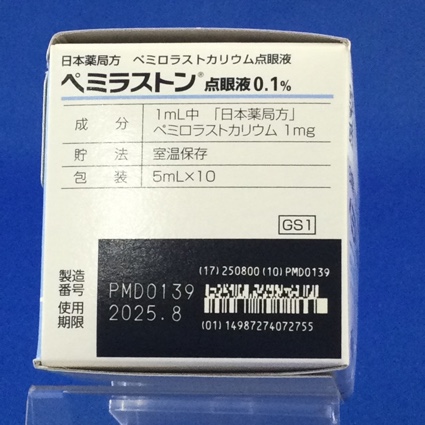 日本薬局方 ペミロラストカリウム点眼液
ペミラストン® 点眼液 0.1%
成分 1mL中 「日本薬局方」
ペミロラストカリウム 1mg
貯法 室温保存
包装 5mL×10
GS1
(17) 250800 (10) PMD0139
製造番号 PMD0139
使用期限 2025.8
(01) 14987274072755